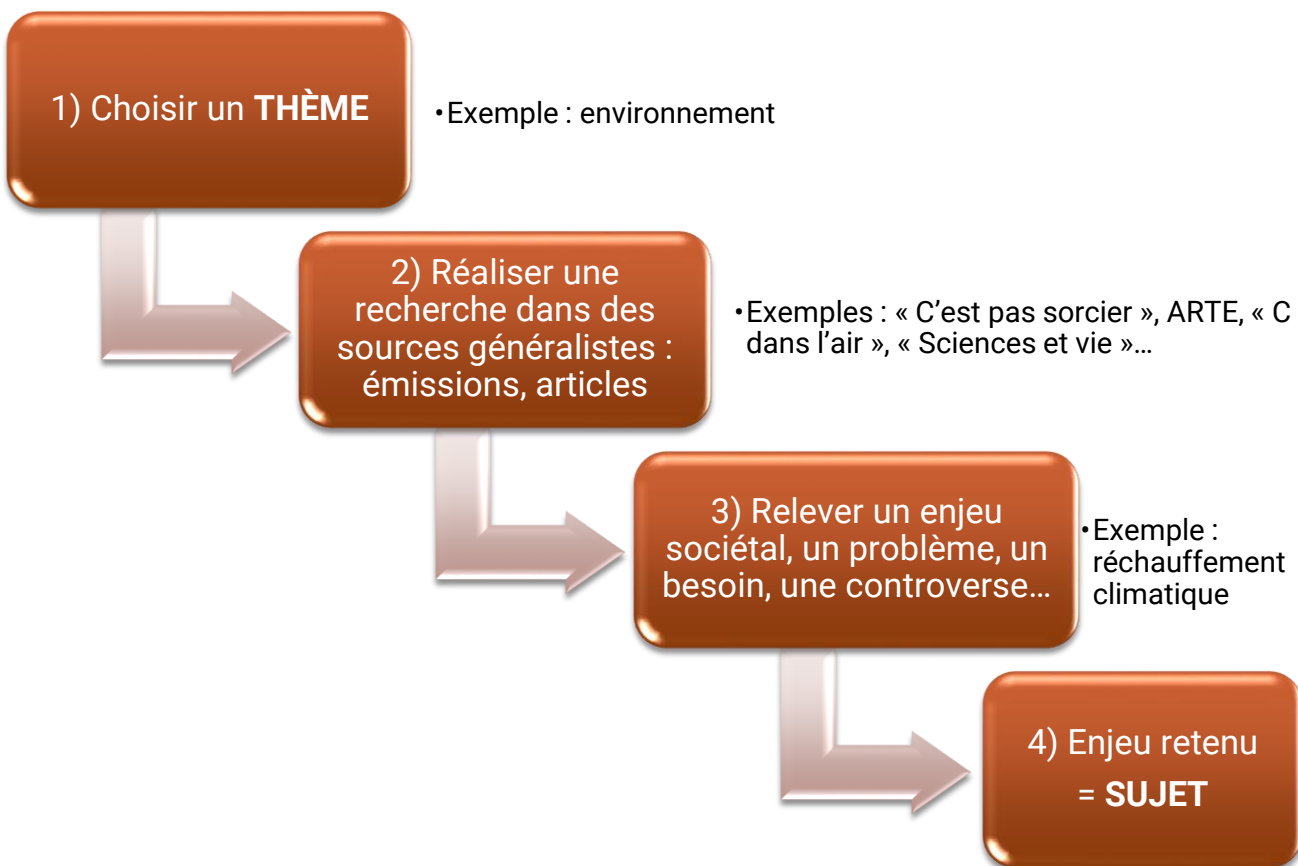 1) Choisir un THÈME
•Exemple : environnement
2) Réaliser une
recherche dans des
sources généralistes :
émissions, articles
•Exemples : « C’est pas sorcier », ARTE, « C
dans l’air », « Sciences et vie »…
3) Relever un enjeu
sociétal, un problème, un
besoin, une controverse…
•Exemple :
réchauffement
climatique
4) Enjeu retenu
= SUJET